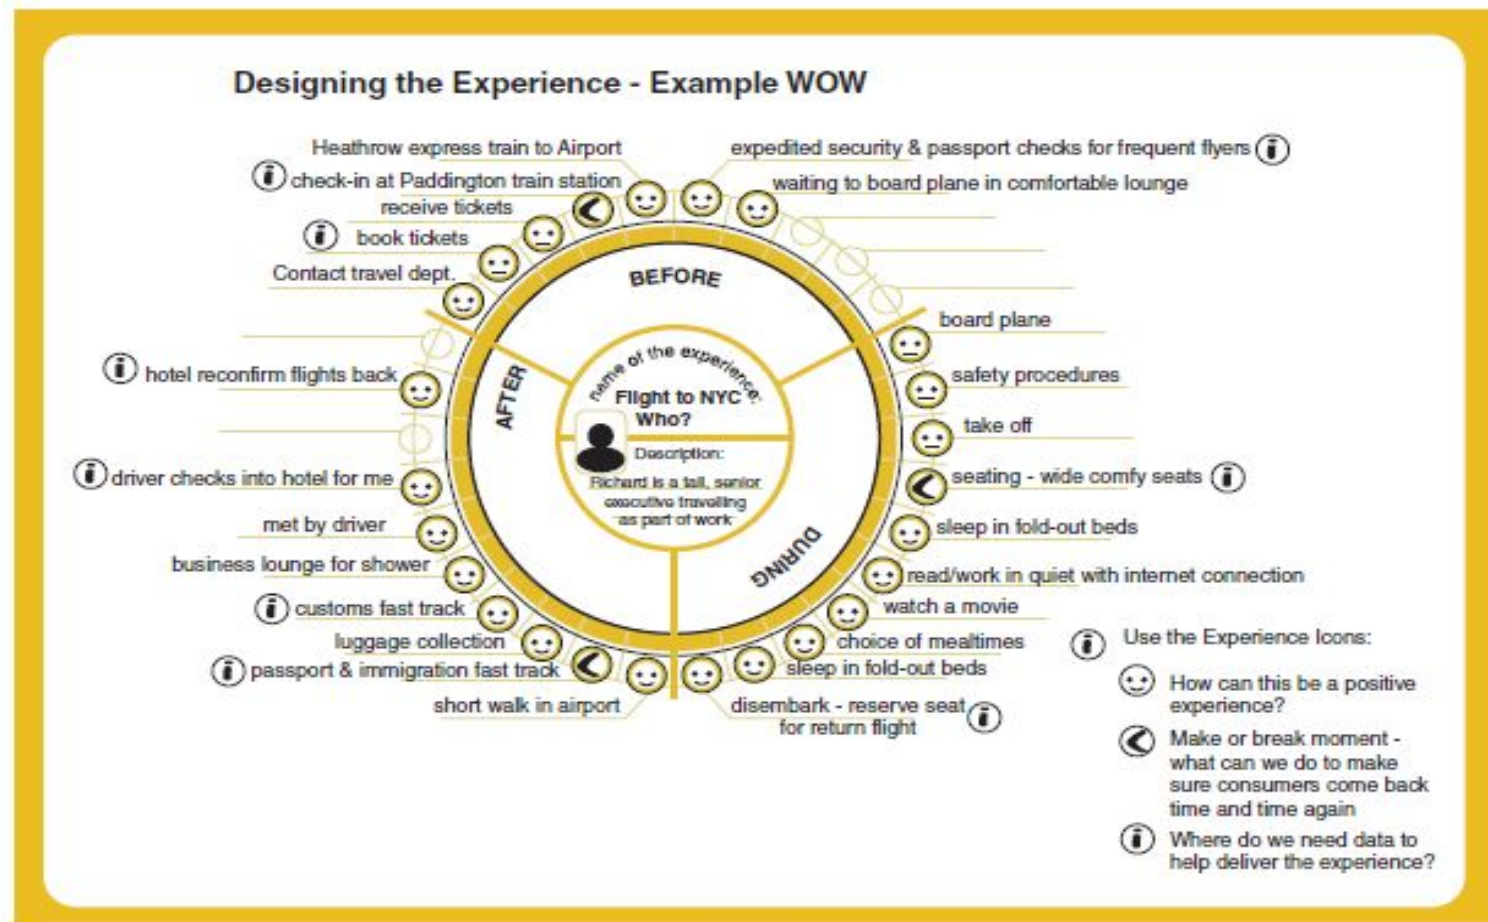 Designing the Experience - Example WOW
Heathrow express train to Airport
check-in at Paddington train station
receive tickets
book tickets
Contact travel dept.
expedited security & passport checks for frequent flyers
waiting to board plane in comfortable lounge
BEFORE
board plane
safety procedures
take off
seating - wide comfy seats
sleep in fold-out beds
read/work in quiet with internet connection
watch a movie
choice of mealtimes
sleep in fold-out beds
disembark - reserve seat
for return flight
DURING
hotel reconfirm flights back
driver checks into hotel for me
met by driver
business lounge for shower
customs fast track
luggage collection
passport & immigration fast track
short walk in airport
AFTER
name of the experience:
Flight to NYC
Who?
Description:
Richard is a tall, senior
executive travelling
as part of work
Use the Experience Icons:
How can this be a positive
experience?
Make or break moment -
what can we do to make
sure consumers come back
time and time again
Where do we need data to
help deliver the experience?